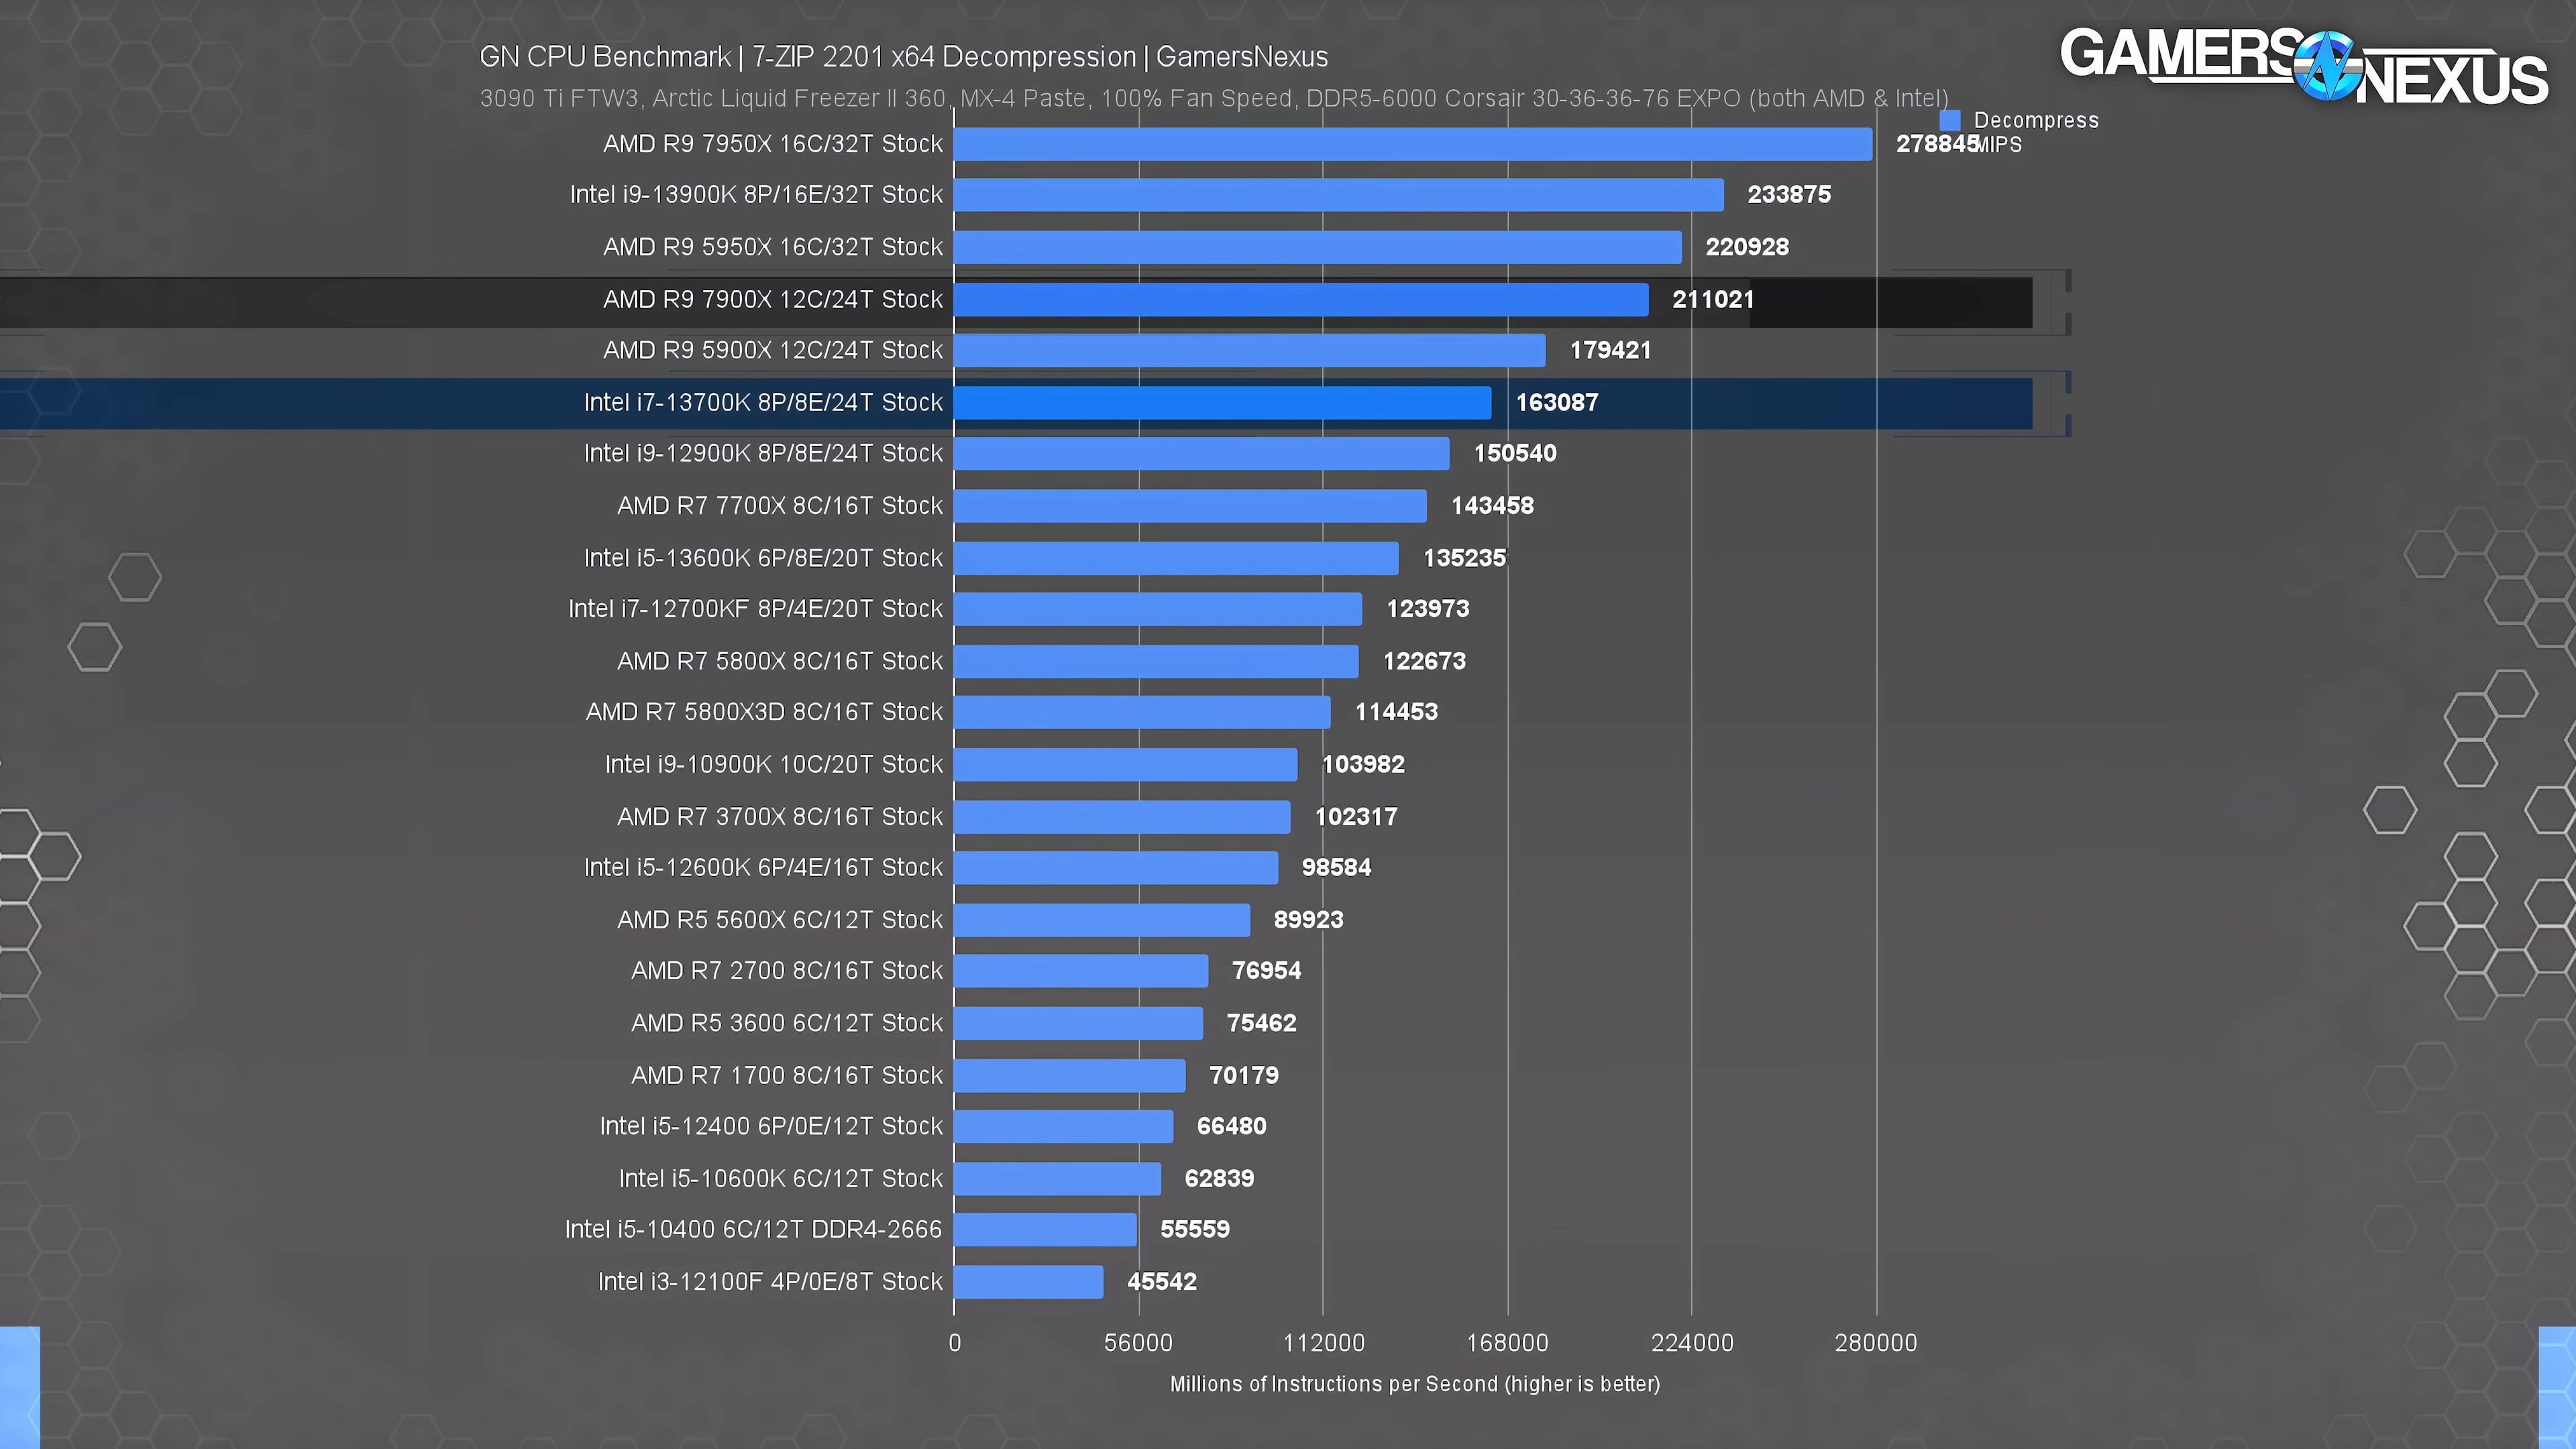 GAMERS NEXUS
GN CPU Benchmark | 7-ZIP 2201 x64 Decompression | GamersNexus
3090 Ti FTW3, Arctic Liquid Freezer II 360, MX-4 Paste, 100% Fan Speed, DDR5-6000 Corsair 30-36-36-76 EXPO (both AMD & Intel)
Decompress
MIPS
AMD R9 7950X 16C/32T Stock 278845
Intel i9-13900K 8P/16E/32T Stock 233875
AMD R9 5950X 16C/32T Stock 220928
AMD R9 7900X 12C/24T Stock 211021
AMD R9 5900X 12C/24T Stock 179421
Intel i7-13700K 8P/8E/24T Stock 163087
Intel i9-12900K 8P/8E/24T Stock 150540
AMD R7 7700X 8C/16T Stock 143458
Intel i5-13600K 6P/8E/20T Stock 135235
Intel i7-12700KF 8P/4E/20T Stock 123973
AMD R7 5800X 8C/16T Stock 122673
AMD R7 5800X3D 8C/16T Stock 114453
Intel i9-10900K 10C/20T Stock 103982
AMD R7 3700X 8C/16T Stock 102317
Intel i5-12600K 6P/4E/16T Stock 98584
AMD R5 5600X 6C/12T Stock 89923
AMD R7 2700 8C/16T Stock 76954
AMD R5 3600 6C/12T Stock 75462
AMD R7 1700 8C/16T Stock 70179
Intel i5-12400 6P/0E/12T Stock 66480
Intel i5-10600K 6C/12T Stock 62839
Intel i5-10400 6C/12T DDR4-2666 55559
Intel i3-12100F 4P/0E/8T Stock 45542
0 56000 112000 168000 224000 280000
Millions of Instructions per Second (higher is better)